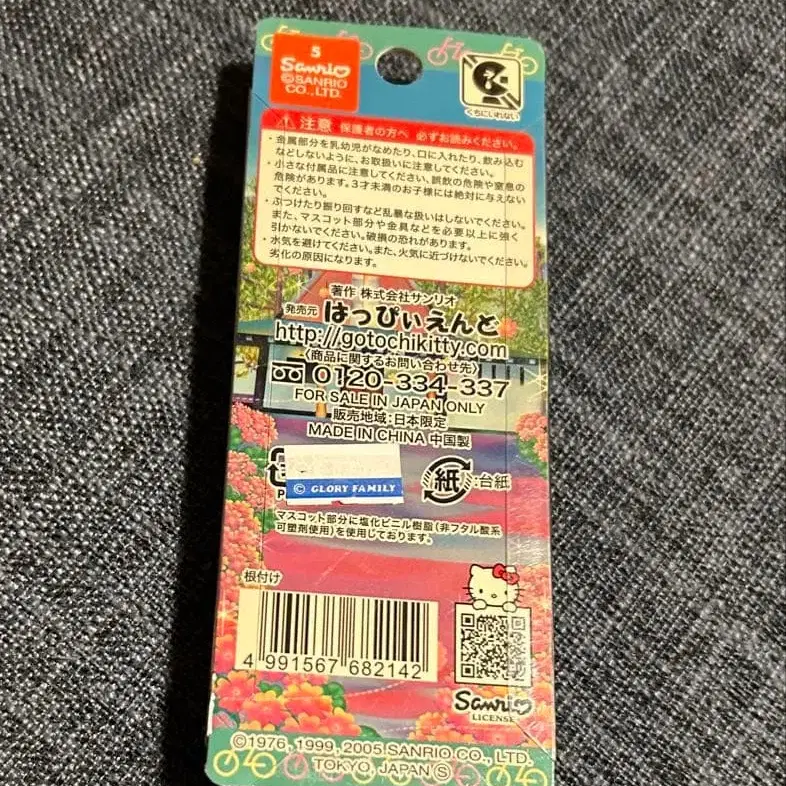 5
Sanrio
©SANRIO
CO.,LTD.
くちにいれない
注意 保護者の方へ 必ずお読みください。
・金属部分を乳幼児がなめたり、口に入れたり、飲み込む
などしないように、お取扱いに注意してください。
・小さな付属品に注意してください、誤飲の危険や窒息の
危険があります。3才未満のお子様には絶対に与えない
でください。
・ぶつけたり振り回すなど乱暴な扱いはしないでください。
また、マスコット部分や金具などを必要以上に強く
引かないでください。破損の恐れがあります。
・水気を避けてください。また、火気に近づけないでください。
劣化の原因になります。
著作 株式会社サンリオ
発売元 はっぴぃえんど
http://gotochikitty.com
〈商品に関するお問い合わせ先〉
0120-334-337
FOR SALE IN JAPAN ONLY
販売地域:日本限定
MADE IN CHINA 中国製
© GLORY FAMILY
紙:台紙
マスコット部分に塩化ビニル樹脂(非フタル酸系
可塑剤使用)を使用しております。
根付け
4 991567 682142
Sanrio
LICENSE
©1976, 1999, 2005 SANRIO CO., LTD.
TOKYO, JAPAN Ⓢ